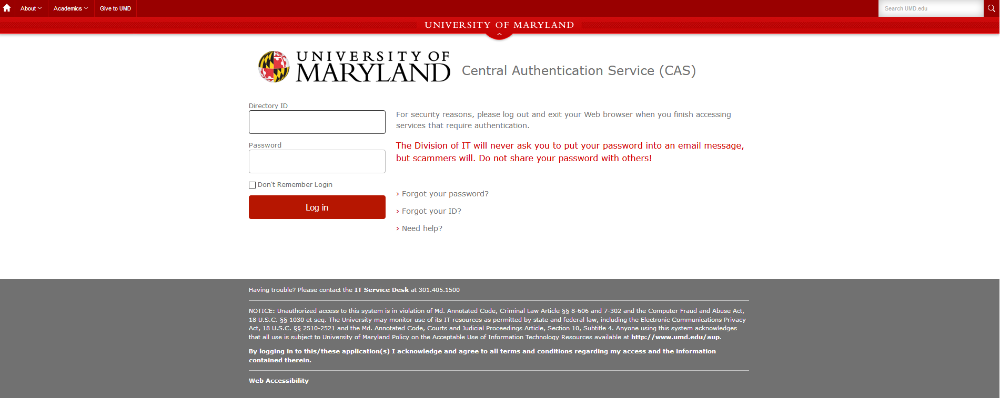 About
Academics
Give to UMD
Search UMD.edu
UNIVERSITY OF MARYLAND
UNIVERSITY OF
MARYLAND
Central Authentication Service (CAS)
Directory ID
Password
Don't Remember Login
Log in
For security reasons, please log out and exit your Web browser when you finish accessing
services that require authentication.
The Division of IT will never ask you to put your password into an email message,
but scammers will. Do not share your password with others!
› Forgot your password?
› Forgot your ID?
› Need help?
Having trouble? Please contact the IT Service Desk at 301.405.1500
NOTICE: Unauthorized access to this system is in violation of Md. Annotated Code, Criminal Law Article §§ 8-606 and 7-302 and the Computer Fraud and Abuse Act,
18 U.S.C. §§ 1030 et seq. The University may monitor use of its IT resources as permitted by state and federal law, including the Electronic Communications Privacy
Act, 18 U.S.C. §§ 2510-2521 and the Md. Annotated Code, Courts and Judicial Proceedings Article, Section 10, Subtitle 4. Anyone using this system acknowledges
that all use is subject to University of Maryland Policy on the Acceptable Use of Information Technology Resources available at http://www.umd.edu/aup.
By logging in to this/these application(s) I acknowledge and agree to all terms and conditions regarding my access and the information
contained therein.
Web Accessibility